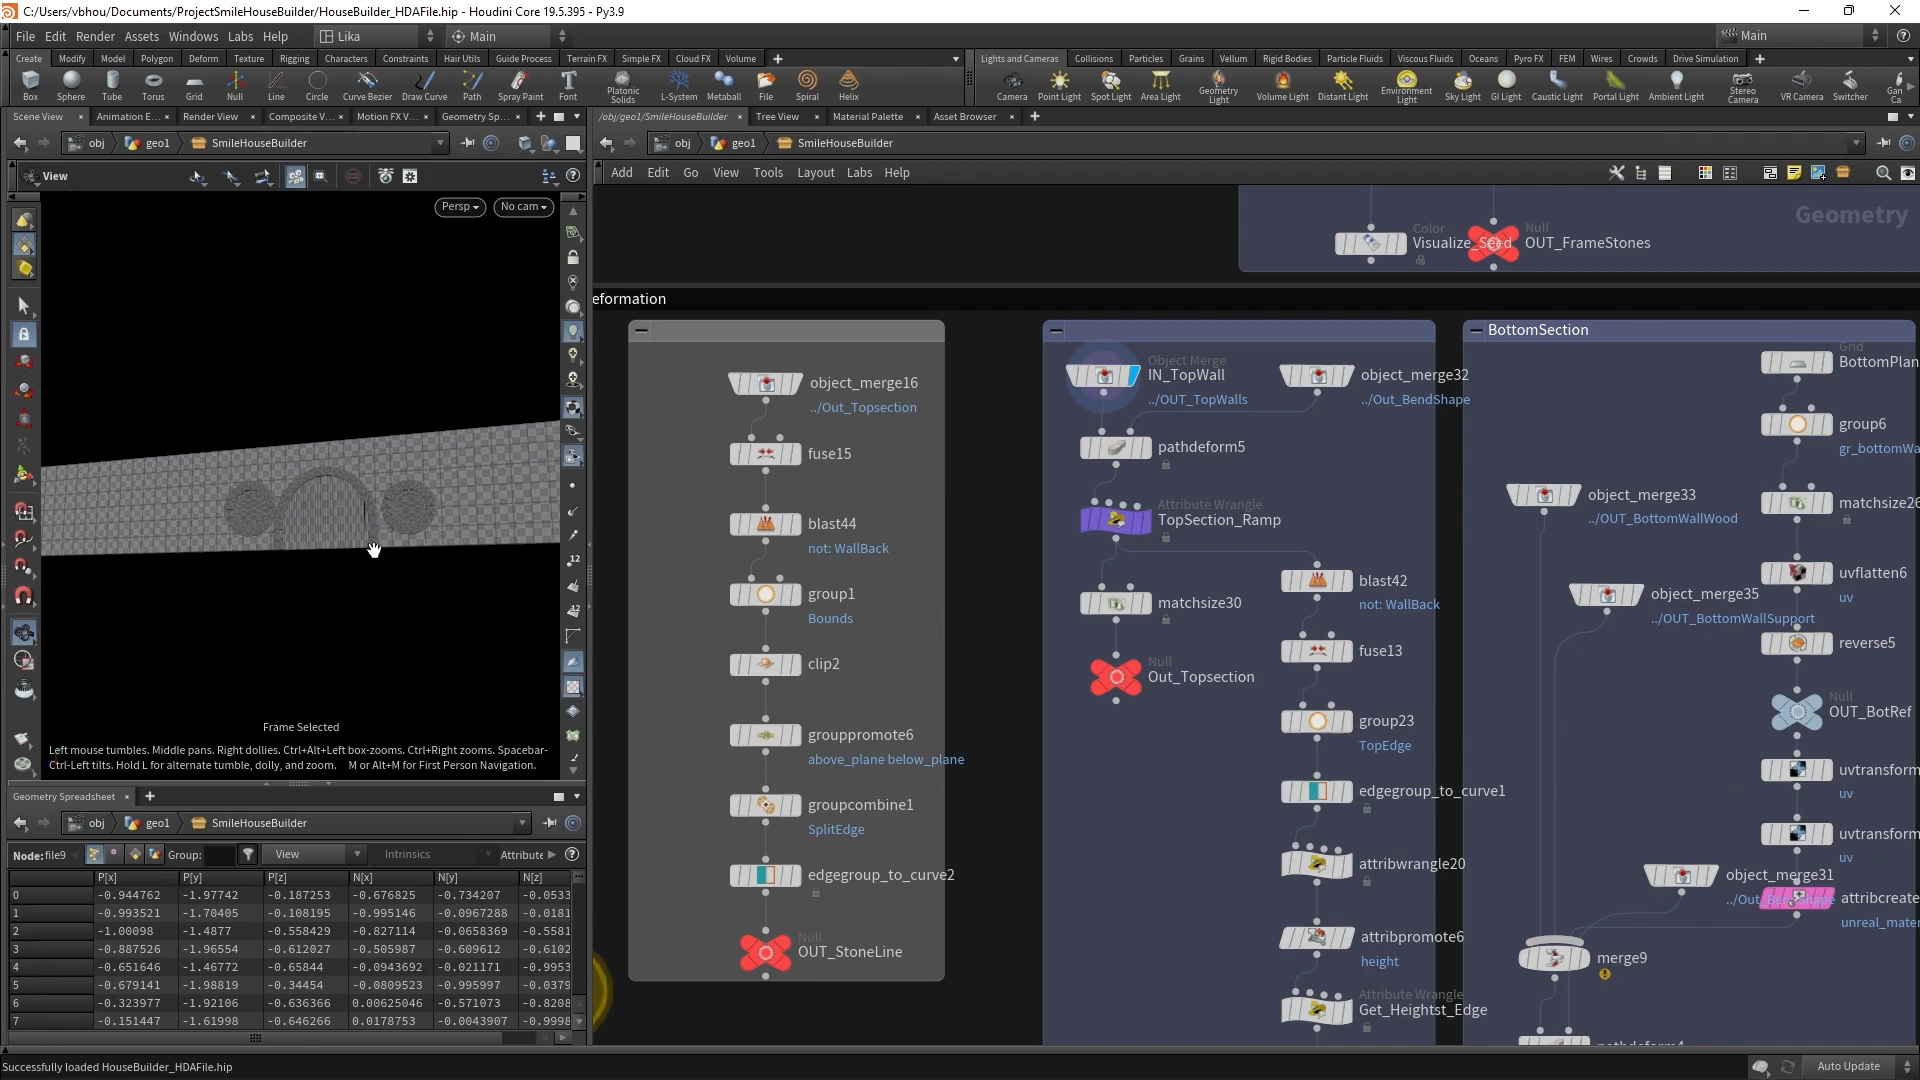 C:/Users/vbhou/Documents/ProjectSmileHouseBuilder/HouseBuilder_HDAFile.hip - Houdini Core 19.5.395 - Py3.9
File Edit Render Assets Windows Labs Help Lika Main Main
Create Modify Model Polygon Deform Texture Rigging Characters Constraints Hair Utils Guide Process Terrain FX Simple FX Cloud FX Volume
Lights and Cameras Collisions Particles Grains Vellum Rigid Bodies Particle Fluids Viscous Fluids Oceans Pyro FX FEM Wires Crowds Drive Simulation
Box Sphere Tube Torus Grid Null Line Circle Curve Bezier Draw Curve Path Spray Paint Font Platonic Solids L-System Metaball File Spiral Helix
Camera Point Light Spot Light Area Light Geometry Light Volume Light Distant Light Environment Light Sky Light GI Light Caustic Light Portal Light Ambient Light Stereo Camera VR Camera Switcher Gan Ca
Scene View Animation E... Render View Composite V... Motion FX V... Geometry Sp...
/obj/geo1/SmileHouseBuilder Tree View Material Palette Asset Browser
obj geo1 SmileHouseBuilder
obj geo1 SmileHouseBuilder
View
Add Edit Go View Tools Layout Labs Help
Persp No cam
Geometry
Color
Visualize_Seed
Null
OUT_FrameStones
eformation
BottomSection
object_merge16
../Out_Topsection
fuse15
blast44
not: WallBack
group1
Bounds
clip2
grouppromote6
above_plane below_plane
groupcombine1
SplitEdge
edgegroup_to_curve2
Null
OUT_StoneLine
Object Merge
IN_TopWall
../OUT_TopWalls
object_merge32
../Out_BendShape
pathdeform5
Attribute Wrangle
TopSection_Ramp
matchsize30
Null
Out_Topsection
blast42
not: WallBack
fuse13
group23
TopEdge
edgegroup_to_curve1
attribwrangle20
attribpromote6
height
Attribute Wrangle
Get_Heightst_Edge
Grid
BottomPlan
group6
gr_bottomWa
object_merge33
../OUT_BottomWallWood
matchsize26
uvflatten6
uv
object_merge35
../OUT_BottomWallSupport
reverse5
Null
OUT_BotRef
uvtransform
uv
uvtransform
uv
object_merge31
attribcreate
unreal_mater
merge9
Frame Selected
Left mouse tumbles. Middle pans. Right dollies. Ctrl+Alt+Left box-zooms. Ctrl+Right zooms. Spacebar-
Ctrl-Left tilts. Hold L for alternate tumble, dolly, and zoom. M or Alt+M for First Person Navigation.
12
12
Geometry Spreadsheet
obj geo1 SmileHouseBuilder
Node: file9 Group: View Intrinsics Attribute
P[x] P[y] P[z] N[x] N[y] N[z]
0 -0.944762 -1.97742 -0.187253 -0.676825 -0.734207 -0.0533
1 -0.993521 -1.70405 -0.108195 -0.995146 -0.0967288 -0.0181
2 -1.00098 -1.4877 -0.558429 -0.827114 -0.0658369 -0.5581
3 -0.887526 -1.96554 -0.612027 -0.505987 -0.609612 -0.6102
4 -0.651646 -1.46772 -0.65844 -0.0943692 -0.021171 -0.9953
5 -0.679141 -1.98819 -0.34454 -0.0809523 -0.995997 -0.0379
6 -0.323977 -1.92106 -0.636366 0.00625046 -0.571073 -0.8208
7 -0.151447 -1.61998 -0.646266 0.0178753 -0.0043907 -0.9998
Successfully loaded HouseBuilder_HDAFile.hip
Auto Update